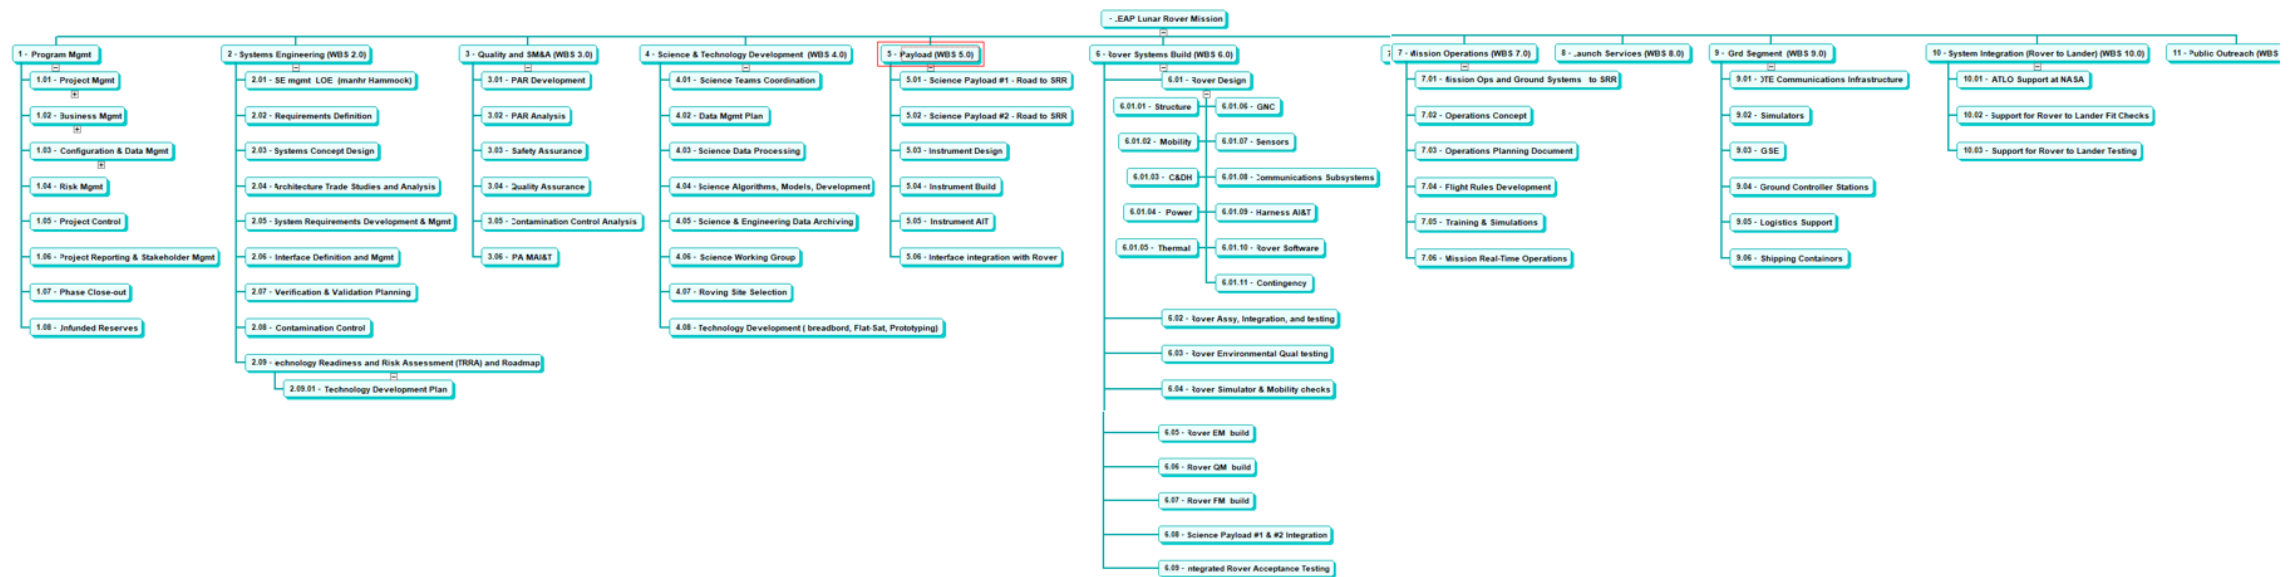 - .EAP Lunar Rover Mission
1 - Program Mgmt
1.01 - Project Mgmt
1.02 - Business Mgmt
1.03 - Configuration & Data Mgmt
1.04 - Risk Mgmt
1.05 - Project Control
1.06 - Project Reporting & Stakeholder Mgmt
1.07 - Phase Close-out
1.08 - Unfunded Reserves
2 - Systems Engineering (WBS 2.0)
2.01 - SE mgmt LOE (manhr Hammock)
2.02 - Requirements Definition
2.03 - Systems Concept Design
2.04 - Architecture Trade Studies and Analysis
2.05 - System Requirements Development & Mgmt
2.06 - Interface Definition and Mgmt
2.07 - Verification & Validation Planning
2.08 - Contamination Control
2.09 - echnology Readiness and Risk Assessment (TRRA) and Roadmap
2.09.01 - Technology Development Plan
3 - Quality and SM&A (WBS 3.0)
3.01 - PAR Development
3.02 - PAR Analysis
3.03 - Safety Assurance
3.04 - Quality Assurance
3.05 - Contamination Control Analysis
3.06 - PA MAI&T
4 - Science & Technology Development (WBS 4.0)
4.01 - Science Teams Coordination
4.02 - Data Mgmt Plan
4.03 - Science Data Processing
4.04 - Science Algorithms, Models, Development
4.05 - Science & Engineering Data Archiving
4.06 - Science Working Group
4.07 - Roving Site Selection
4.08 - Technology Development ( breadbord, Flat-Sat, Prototyping)
5 - Payload (WBS 5.0)
5.01 - Science Payload #1 - Road to SRR
5.02 - Science Payload #2 - Road to SRR
5.03 - Instrument Design
5.04 - Instrument Build
5.05 - Instrument AIT
5.06 - Interface integration with Rover
6 - Rover Systems Build (WBS 6.0)
6.01 - Rover Design
6.01.01 - Structure
6.01.02 - Mobility
6.01.03 - C&DH
6.01.04 - Power
6.01.05 - Thermal
6.01.06 - GNC
6.01.07 - Sensors
6.01.08 - Communications Subsystems
6.01.09 - Harness AI&T
6.01.10 - Rover Software
6.01.11 - Contingency
6.02 - Rover Assy, Integration, and testing
6.03 - Rover Environmental Qual testing
6.04 - Rover Simulator & Mobility checks
6.05 - Rover EM build
6.06 - Rover QM build
6.07 - Rover FM build
6.08 - Science Payload #1 & #2 Integration
6.09 - ntegrated Rover Acceptance Testing
7 - Mission Operations (WBS 7.0)
7.01 - Mission Ops and Ground Systems to SRR
7.02 - Operations Concept
7.03 - Operations Planning Document
7.04 - Flight Rules Development
7.05 - Training & Simulations
7.06 - Mission Real-Time Operations
8 - .aunch Services (WBS 8.0)
9 - Grd Segment (WBS 9.0)
9.01 - DTE Communications Infrastructure
9.02 - Simulators
9.03 - GSE
9.04 - Ground Controller Stations
9.05 - Logistics Support
9.06 - Shipping Containors
10 - System Integration (Rover to Lander) (WBS 10.0)
10.01 - ATLO Support at NASA
10.02 - Support for Rover to Lander Fit Checks
10.03 - Support for Rover to Lander Testing
11 - Public Outreach (WBS